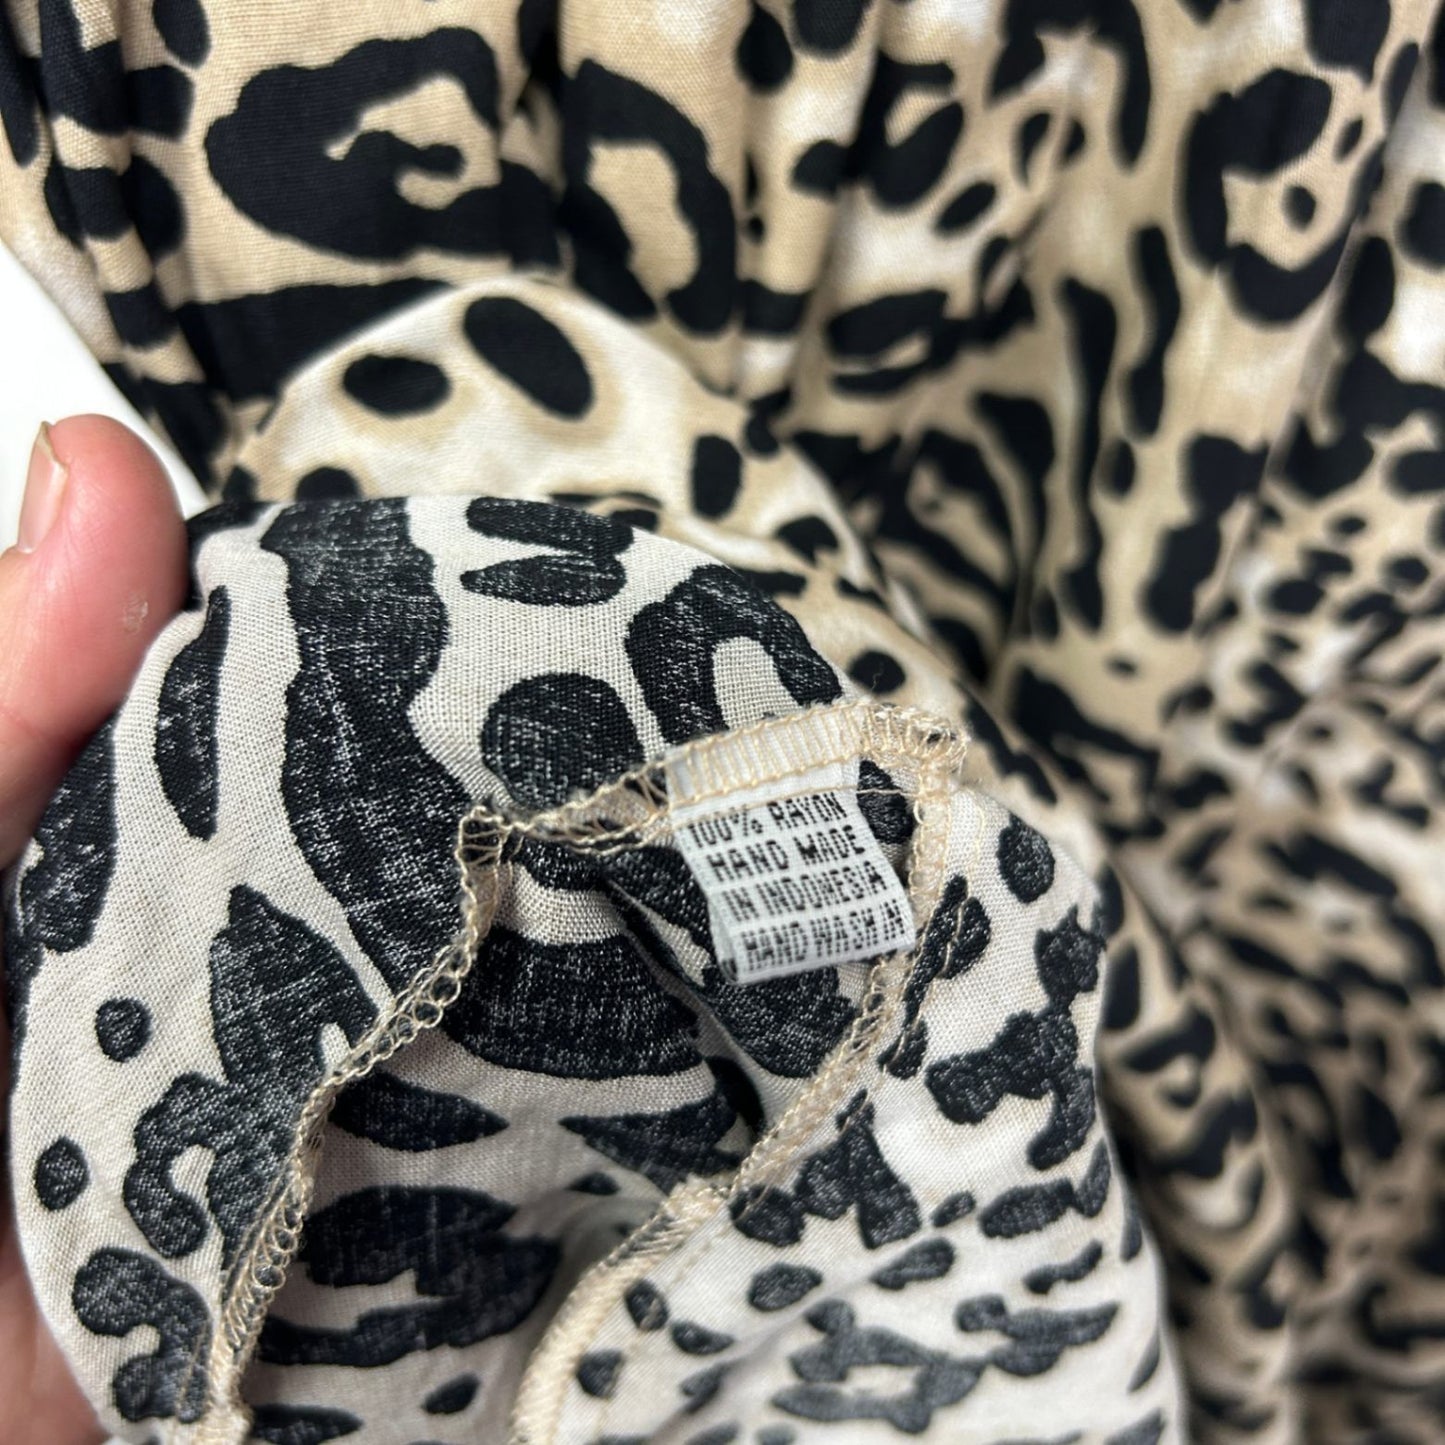 100% RAYON
HAND MADE
IN INDONESIA
HAND WASH IN